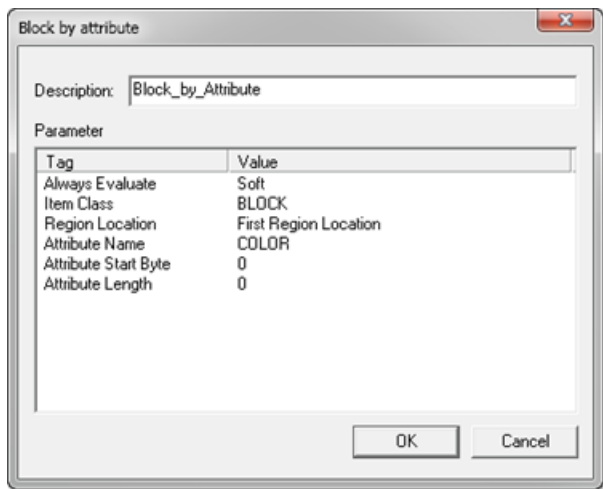 Block by attribute
Description: Block_by_Attribute
Parameter
Tag Value
Always Evaluate Soft
Item Class BLOCK
Region Location First Region Location
Attribute Name COLOR
Attribute Start Byte 0
Attribute Length 0
OK Cancel